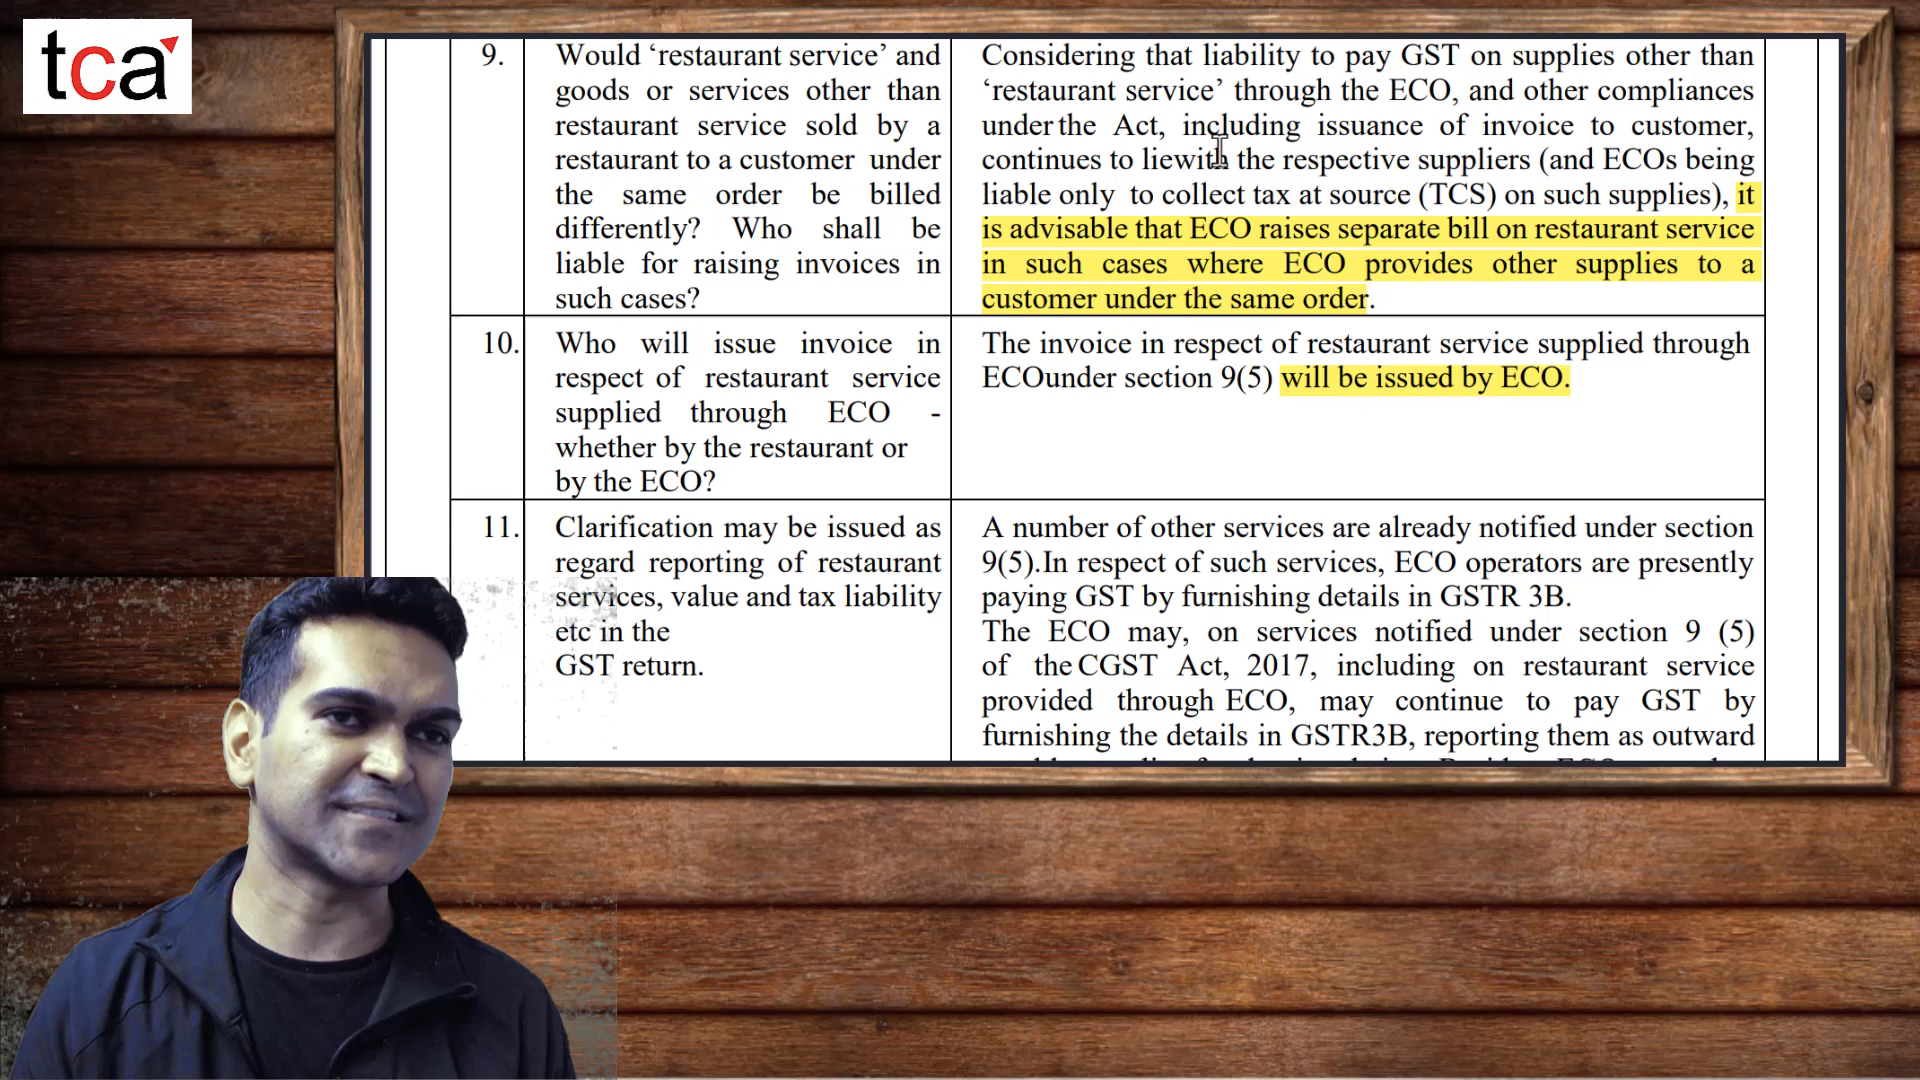 tca
9.
Would ‘restaurant service’ and
goods or services other than
restaurant service sold by a
restaurant to a customer under
the same order be billed
differently? Who shall be
liable for raising invoices in
such cases?
Considering that liability to pay GST on supplies other than
‘restaurant service’ through the ECO, and other compliances
under the Act, including issuance of invoice to customer,
continues to liewith the respective suppliers (and ECOs being
liable only to collect tax at source (TCS) on such supplies), it
is advisable that ECO raises separate bill on restaurant service
in such cases where ECO provides other supplies to a
customer under the same order.
10.
Who will issue invoice in
respect of restaurant service
supplied through ECO -
whether by the restaurant or
by the ECO?
The invoice in respect of restaurant service supplied through
ECOunder section 9(5) will be issued by ECO.
11.
Clarification may be issued as
regard reporting of restaurant
services, value and tax liability
etc in the
GST return.
A number of other services are already notified under section
9(5).In respect of such services, ECO operators are presently
paying GST by furnishing details in GSTR 3B.
The ECO may, on services notified under section 9 (5)
of the CGST Act, 2017, including on restaurant service
provided through ECO, may continue to pay GST by
furnishing the details in GSTR3B, reporting them as outward